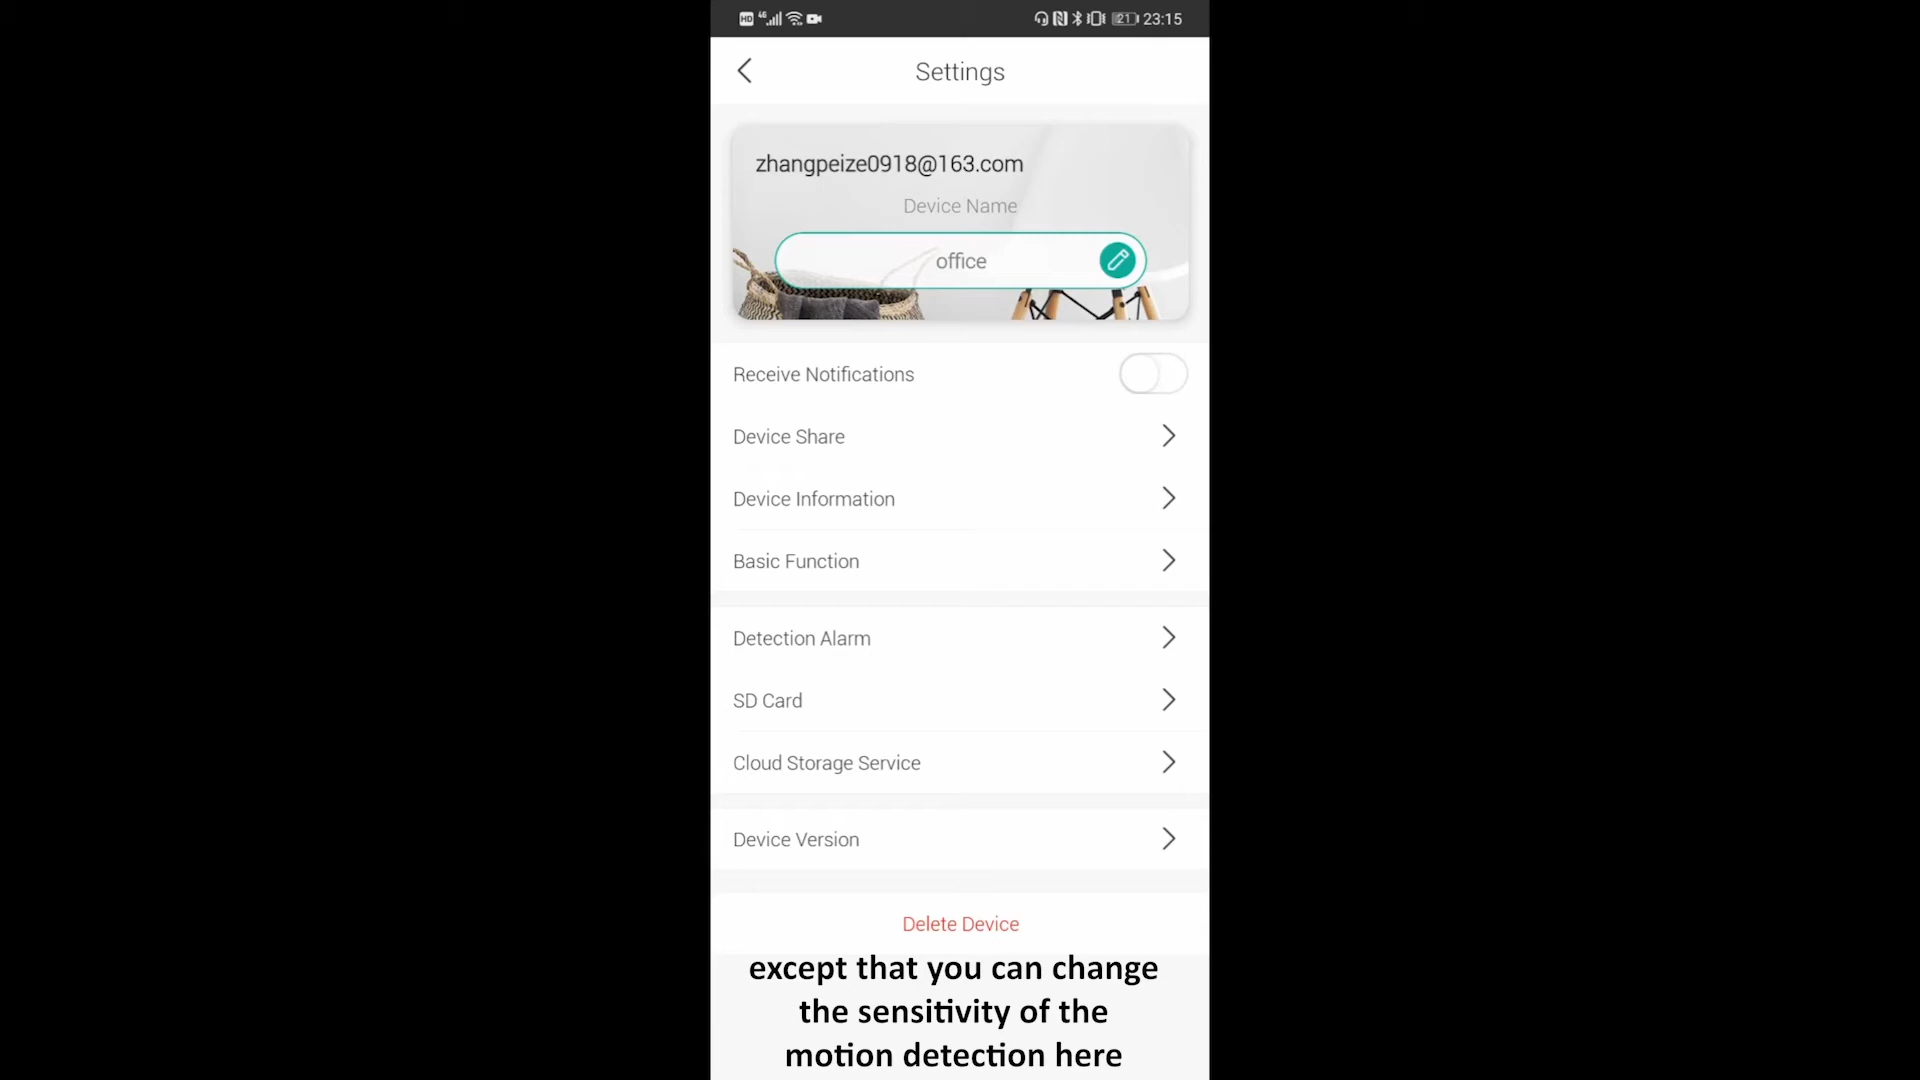 HD 4G 21 23:15
Settings
zhangpeize0918@163.com
Device Name
office
Receive Notifications
Device Share
Device Information
Basic Function
Detection Alarm
SD Card
Cloud Storage Service
Device Version
Delete Device
except that you can change
the sensitivity of the
motion detection here